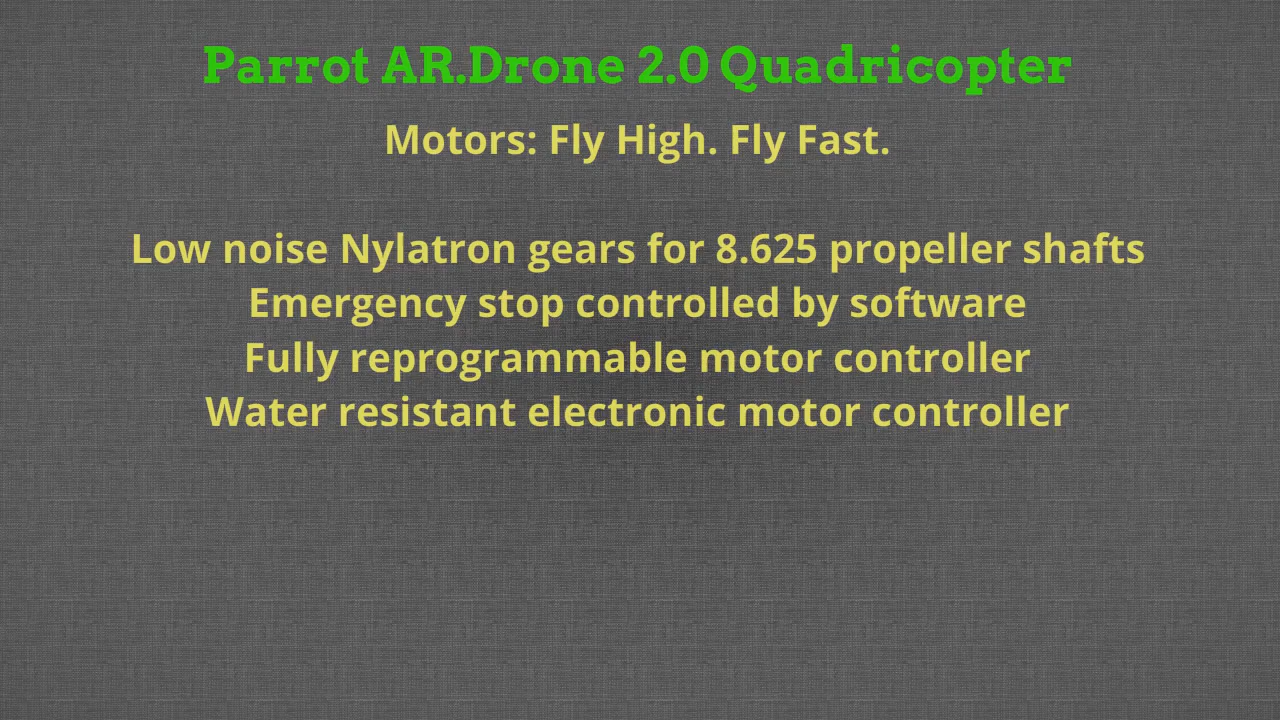 Parrot AR.Drone 2.0 Quadricopter
Motors: Fly High. Fly Fast.
Low noise Nylatron gears for 8.625 propeller shafts
Emergency stop controlled by software
Fully reprogrammable motor controller
Water resistant electronic motor controller